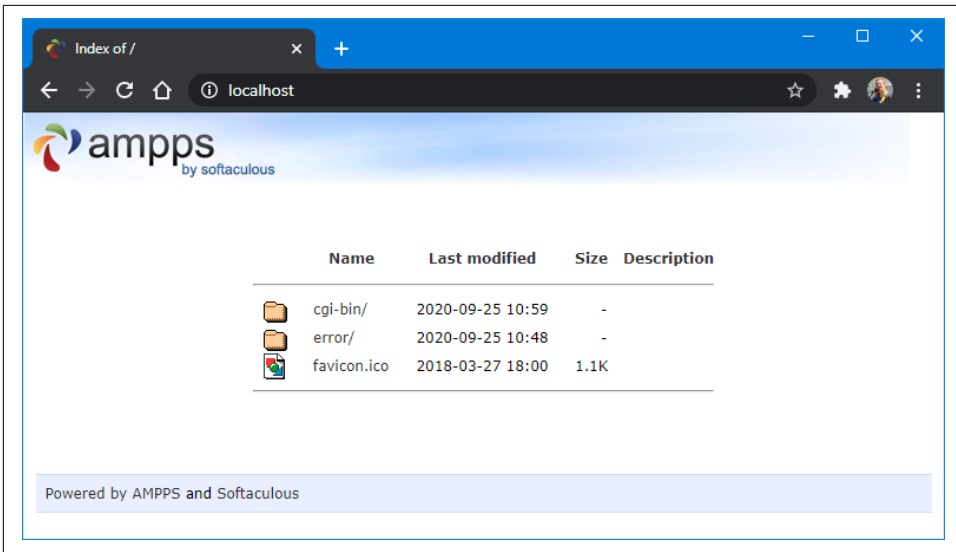 Index of /
localhost
ampps
by softaculous
Name Last modified Size Description
cgi-bin/ 2020-09-25 10:59 -
error/ 2020-09-25 10:48 -
favicon.ico 2018-03-27 18:00 1.1K
Powered by AMPPS and Softaculous